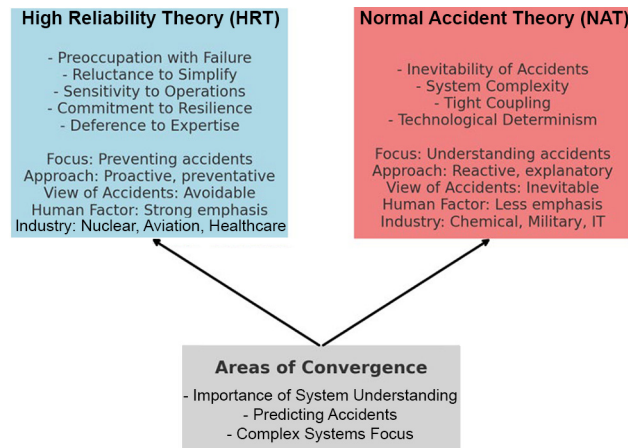 High Reliability Theory (HRT)
- Preoccupation with Failure
- Reluctance to Simplify
- Sensitivity to Operations
- Commitment to Resilience
- Deference to Expertise
Focus: Preventing accidents
Approach: Proactive, preventative
View of Accidents: Avoidable
Human Factor: Strong emphasis
Industry: Nuclear, Aviation, Healthcare
Normal Accident Theory (NAT)
- Inevitability of Accidents
- System Complexity
- Tight Coupling
- Technological Determinism
Focus: Understanding accidents
Approach: Reactive, explanatory
View of Accidents: Inevitable
Human Factor: Less emphasis
Industry: Chemical, Military, IT
Areas of Convergence
- Importance of System Understanding
- Predicting Accidents
- Complex Systems Focus